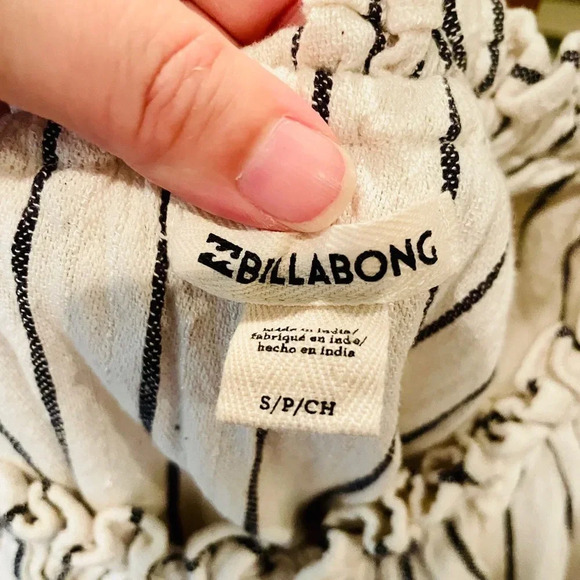 BILLABONG
made in india/
fabriqué en inde/
hecho en india
S/P/CH